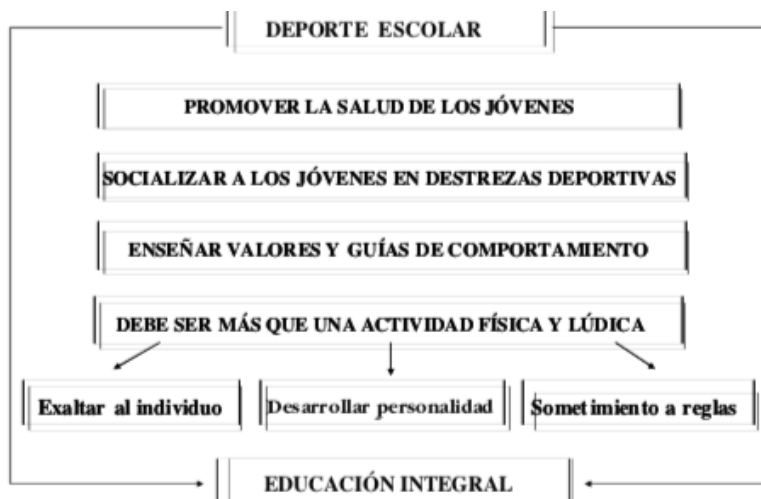 DEPORTE ESCOLAR
PROMOVER LA SALUD DE LOS JÓVENES
SOCIALIZAR A LOS JÓVENES EN DESTREZAS DEPORTIVAS
ENSEÑAR VALORES Y GUÍAS DE COMPORTAMIENTO
DEBE SER MÁS QUE UNA ACTIVIDAD FÍSICA Y LÚDICA
Exaltar al individuo
Desarrollar personalidad
Sometimiento a reglas
EDUCACIÓN INTEGRAL